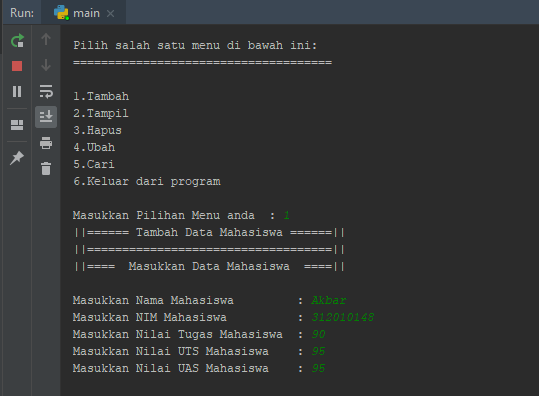 Run: main
Pilih salah satu menu di bawah ini:
=====================================
1.Tambah
2.Tampil
3.Hapus
4.Ubah
5.Cari
6.Keluar dari program
Masukkan Pilihan Menu anda  : 1
||====== Tambah Data Mahasiswa ======||
||===================================||
||====  Masukkan Data Mahasiswa  ====||
Masukkan Nama Mahasiswa         : Akbar
Masukkan NIM Mahasiswa          : 312010148
Masukkan Nilai Tugas Mahasiswa  : 90
Masukkan Nilai UTS Mahasiswa    : 95
Masukkan Nilai UAS Mahasiswa    : 95